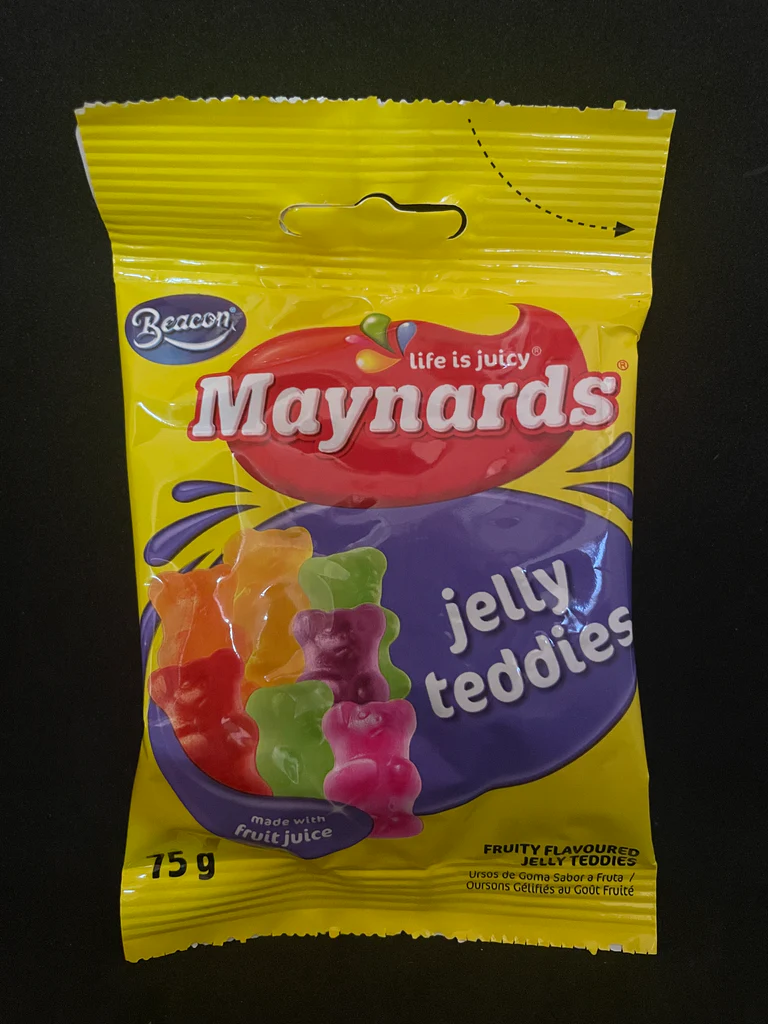 Beacon
life is juicy®
Maynards®
jelly
teddies
made with
fruit juice
75 g
FRUITY FLAVOURED
JELLY TEDDIES
Ursos de Goma Sabor a Fruta /
Oursons Gélifiés au Goût Fruité